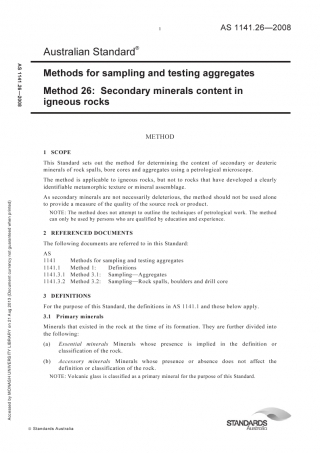 1
AS 1141.26—2008
Australian Standard®
Methods for sampling and testing aggregates
Method 26: Secondary minerals content in
igneous rocks
METHOD
1 SCOPE
This Standard sets out the method for determining the content of secondary or deuteric
minerals of rock spalls, bore cores and aggregates using a petrological microscope.
The method is applicable to igneous rocks, but not to rocks that have developed a clearly
identifiable metamorphic texture or mineral assemblage.
As secondary minerals are not necessarily deleterious, the method should not be used alone
to provide a measure of the quality of the source rock or product.
NOTE: The method does not attempt to outline the techniques of petrological work. The method
can only be used by persons who are qualified by education and experience.
2 REFERENCED DOCUMENTS
The following documents are referred to in this Standard:
AS
1141 Methods for sampling and testing aggregates
1141.1 Method 1: Definitions
1141.3.1 Method 3.1: Sampling—Aggregates
1141.3.2 Method 3.2: Sampling—Rock spalls, boulders and drill core
3 DEFINITIONS
For the purpose of this Standard, the definitions in AS 1141.1 and those below apply.
3.1 Primary minerals
Minerals that existed in the rock at the time of its formation. They are further divided into
the following:
(a) Essential minerals Minerals whose presence is implied in the definition or
classification of the rock.
(b) Accessory minerals Minerals whose presence or absence does not affect the
definition or classification of the rock.
NOTE: Volcanic glass is classified as a primary mineral for the purpose of this Standard.
© Standards Australia
STANDARDS
Australia
AS 1141.26—2008
Accessed by MONASH UNIVERSITY LIBRARY on 21 Aug 2012 (Document currency not guaranteed when printed)